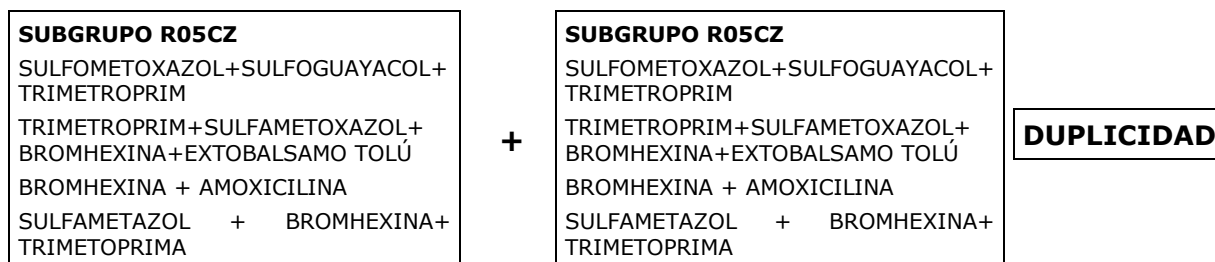 SUBGRUPO R05CZ
SULFOMETOXAZOL+SULFOGUAYACOL+
TRIMETROPRIM
TRIMETROPRIM+SULFAMETOXAZOL+
BROMHEXINA+EXTOBALSAMO TOLÚ
BROMHEXINA + AMOXICILINA
SULFAMETAZOL + BROMHEXINA+
TRIMETOPRIMA
+
SUBGRUPO R05CZ
SULFOMETOXAZOL+SULFOGUAYACOL+
TRIMETROPRIM
TRIMETROPRIM+SULFAMETOXAZOL+
BROMHEXINA+EXTOBALSAMO TOLÚ
BROMHEXINA + AMOXICILINA
SULFAMETAZOL + BROMHEXINA+
TRIMETOPRIMA
DUPLICIDAD